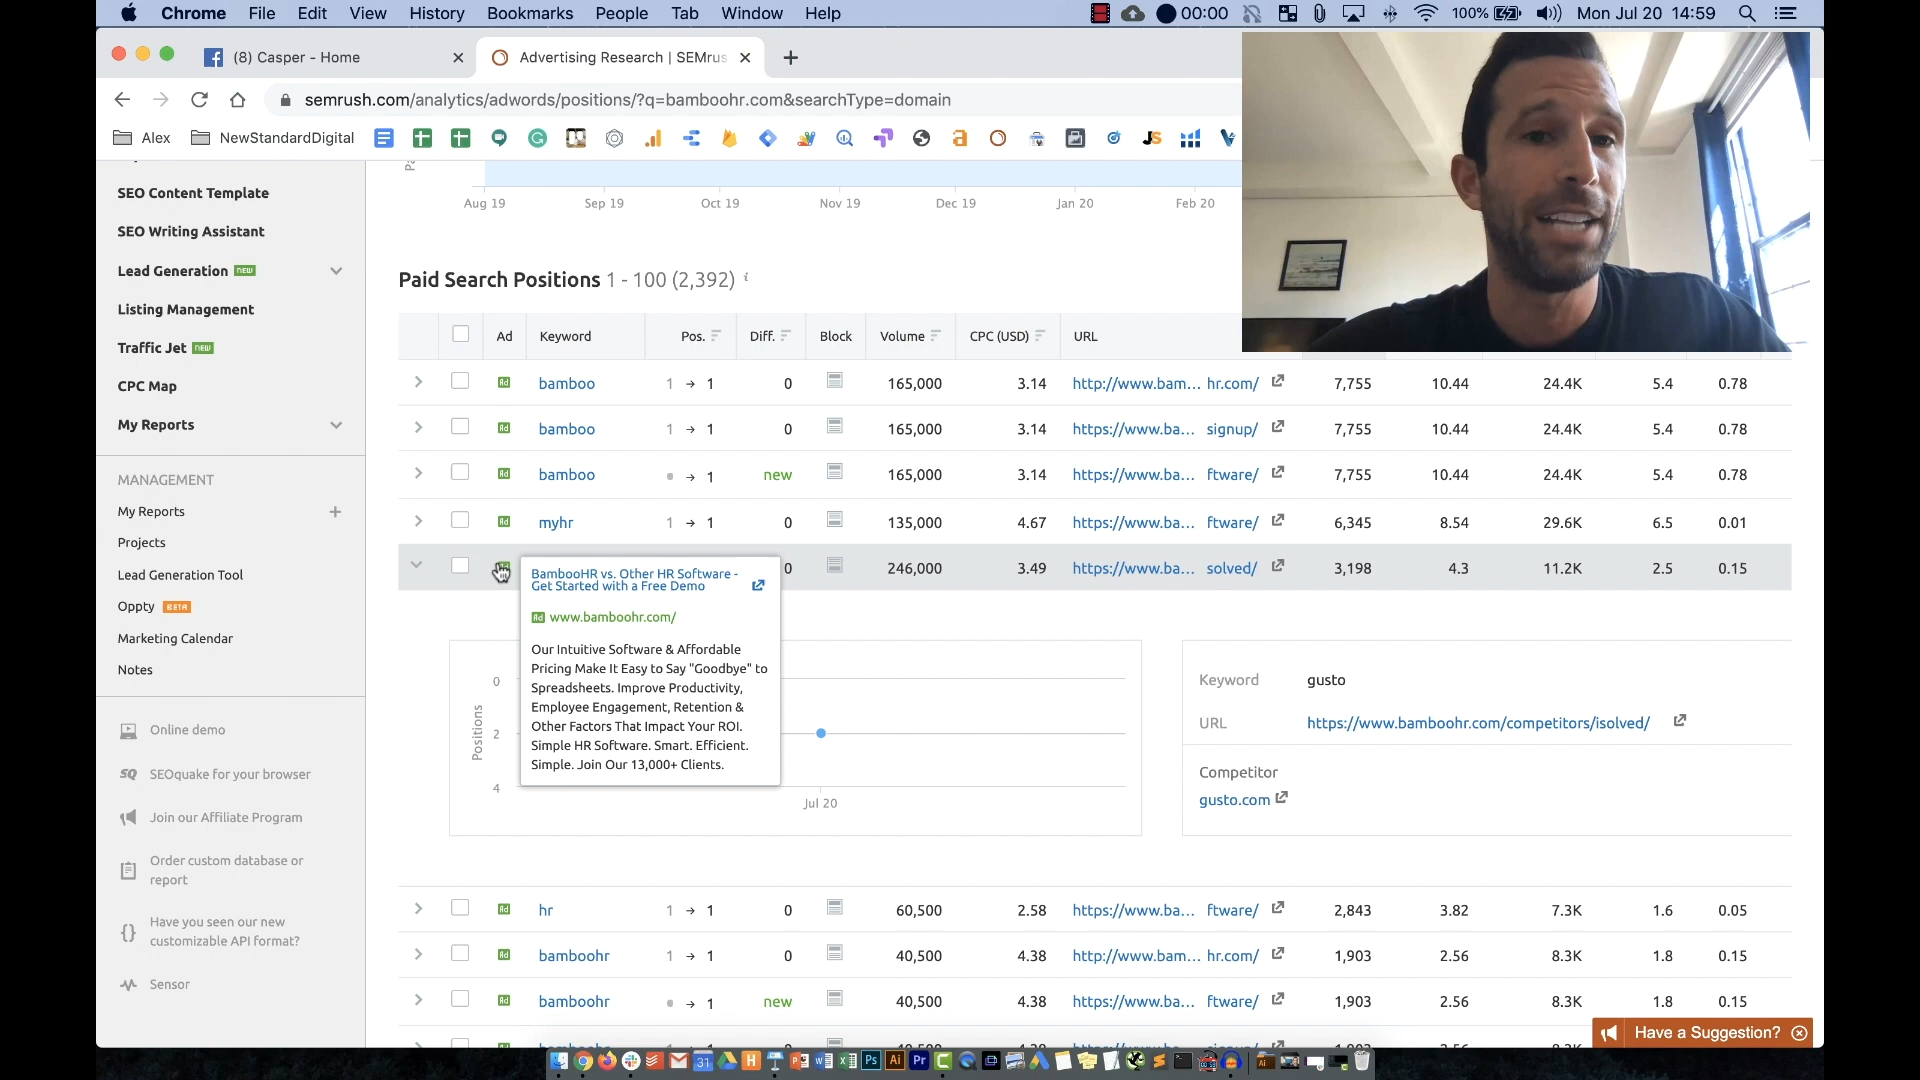 Chrome File Edit View History Bookmarks People Tab Window Help 00:00 100% Mon Jul 20 14:59
(8) Casper - Home
Advertising Research | SEMrus
semrush.com/analytics/adwords/positions/?q=bamboohr.com&searchType=domain
Alex NewStandardDigital
SEO Content Template
SEO Writing Assistant
Lead Generation NEW
Listing Management
Traffic Jet NEW
CPC Map
My Reports
MANAGEMENT
My Reports
Projects
Lead Generation Tool
Oppty BETA
Marketing Calendar
Notes
Online demo
SEOquake for your browser
Join our Affiliate Program
Order custom database or
report
Have you seen our new
customizable API format?
Sensor
Aug 19 Sep 19 Oct 19 Nov 19 Dec 19 Jan 20 Feb 20
Paid Search Positions 1 - 100 (2,392) i
Ad Keyword Pos. Diff. Block Volume CPC (USD) URL
Ad bamboo 1 → 1 0 165,000 3.14 http://www.bam... hr.com/ 7,755 10.44 24.4K 5.4 0.78
Ad bamboo 1 → 1 0 165,000 3.14 https://www.ba... signup/ 7,755 10.44 24.4K 5.4 0.78
Ad bamboo → 1 new 165,000 3.14 https://www.ba... ftware/ 7,755 10.44 24.4K 5.4 0.78
Ad myhr 1 → 1 0 135,000 4.67 https://www.ba... ftware/ 6,345 8.54 29.6K 6.5 0.01
0 246,000 3.49 https://www.ba... solved/ 3,198 4.3 11.2K 2.5 0.15
BambooHR vs. Other HR Software -
Get Started with a Free Demo
Ad www.bamboohr.com/
Our Intuitive Software & Affordable
Pricing Make It Easy to Say "Goodbye" to
Spreadsheets. Improve Productivity,
Employee Engagement, Retention &
Other Factors That Impact Your ROI.
Simple HR Software. Smart. Efficient.
Simple. Join Our 13,000+ Clients.
Positions
0
2
4
Jul 20
Keyword gusto
URL https://www.bamboohr.com/competitors/isolved/
Competitor
gusto.com
Ad hr 1 → 1 0 60,500 2.58 https://www.ba... ftware/ 2,843 3.82 7.3K 1.6 0.05
Ad bamboohr 1 → 1 0 40,500 4.38 http://www.bam... hr.com/ 1,903 2.56 8.3K 1.8 0.15
Ad bamboohr → 1 new 40,500 4.38 https://www.ba... ftware/ 1,903 2.56 8.3K 1.8 0.15
Have a Suggestion?